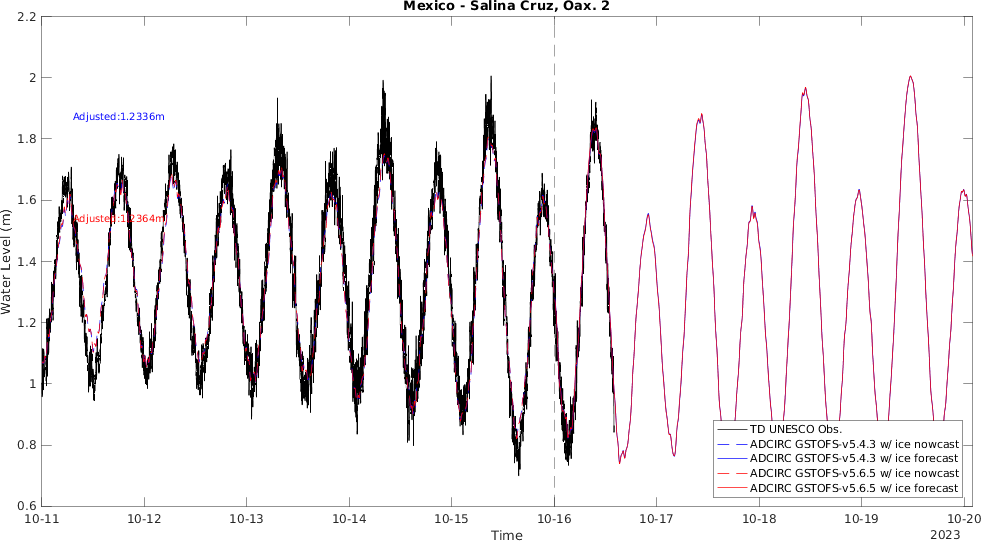 Mexico - Salina Cruz, Oax. 2
2.2
2
1.8
1.6
1.4
1.2
1
0.8
0.6
Water Level (m)
Adjusted:1.2336m
Adjusted:1.2364m
TD UNESCO Obs.
ADCIRC GSTOFS-v5.4.3 w/ ice nowcast
ADCIRC GSTOFS-v5.4.3 w/ ice forecast
ADCIRC GSTOFS-v5.6.5 w/ ice nowcast
ADCIRC GSTOFS-v5.6.5 w/ ice forecast
10-11 10-12 10-13 10-14 10-15 10-16 10-17 10-18 10-19 10-20
Time
2023